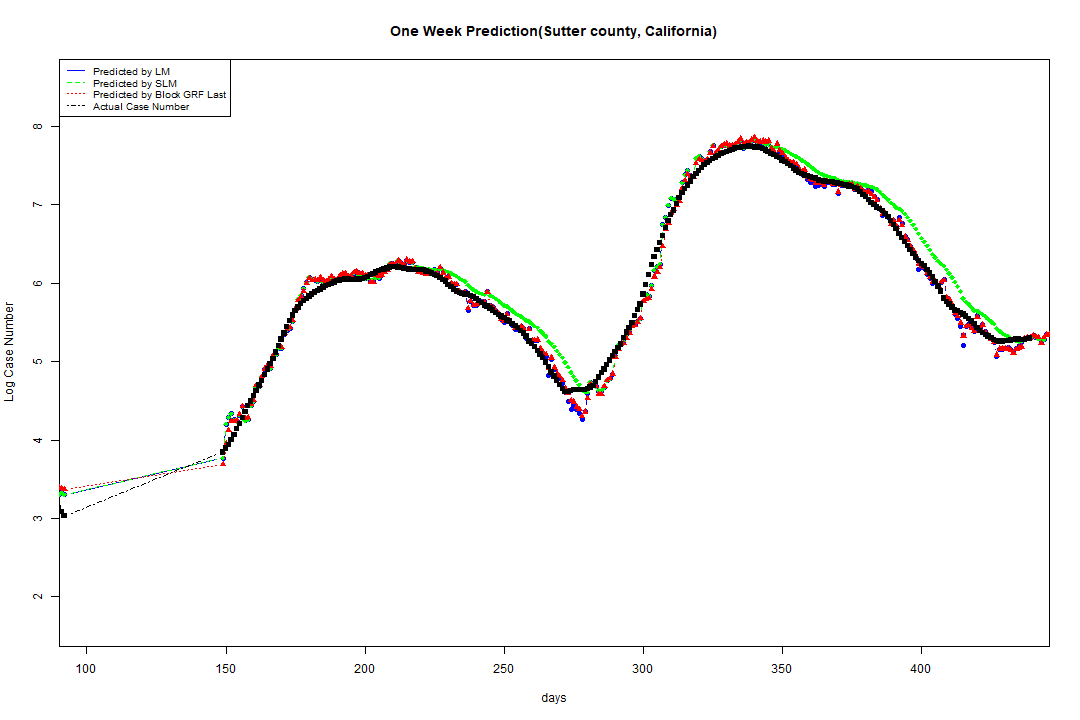 One Week Prediction(Sutter county, California)
Predicted by LM
Predicted by SLM
Predicted by Block GRF Last
Actual Case Number
8
7
6
5
4
3
2
Log Case Number
100 150 200 250 300 350 400
days